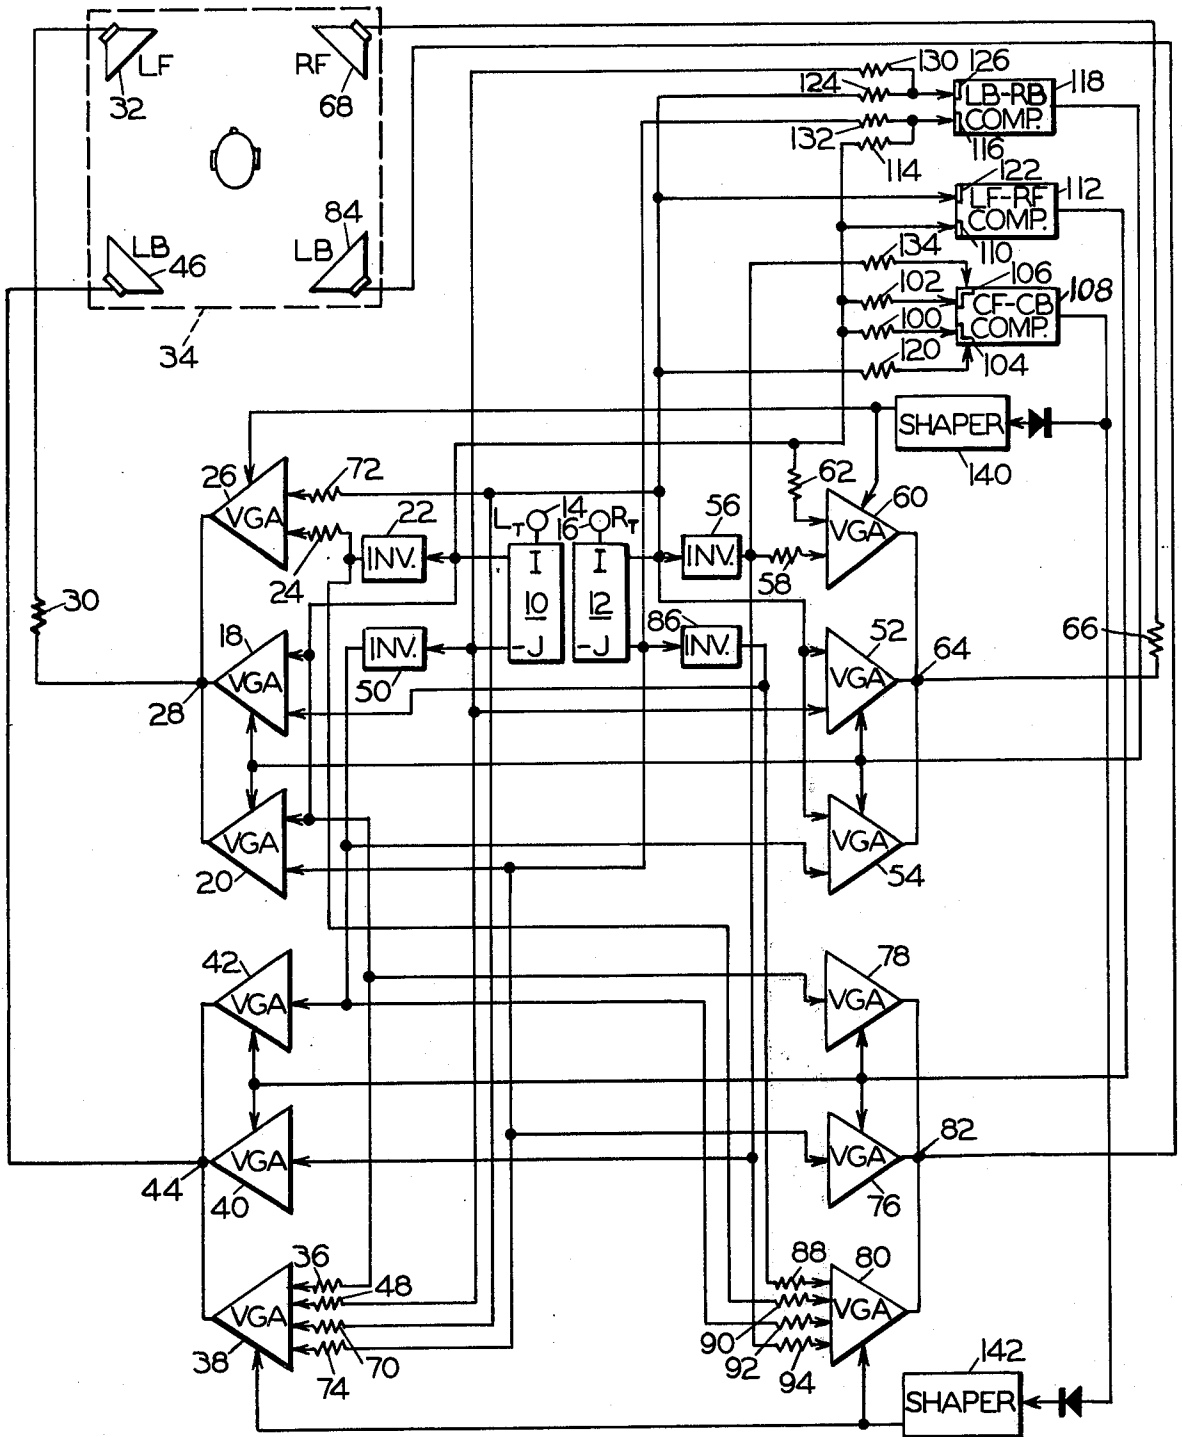 LF
32
RF
68
130
124
126
LB-RB
COMP.
118
132
116
114
122
LF-RF
COMP.
112
110
134
106
102
CF-CB
COMP.
108
100
104
120
LB
46
LB
84
34
SHAPER
140
26
VGA
72
24
22
INV.
LT
14
16
RT
I
10
-J
I
12
-J
56
INV.
58
62
VGA
60
30
18
VGA
28
INV.
50
86
INV.
52
VGA
64
66
VGA
20
VGA
54
42
VGA
78
VGA
VGA
44
40
VGA
76
82
36
48
VGA
38
70
74
88
80
VGA
90
92
94
142
SHAPER